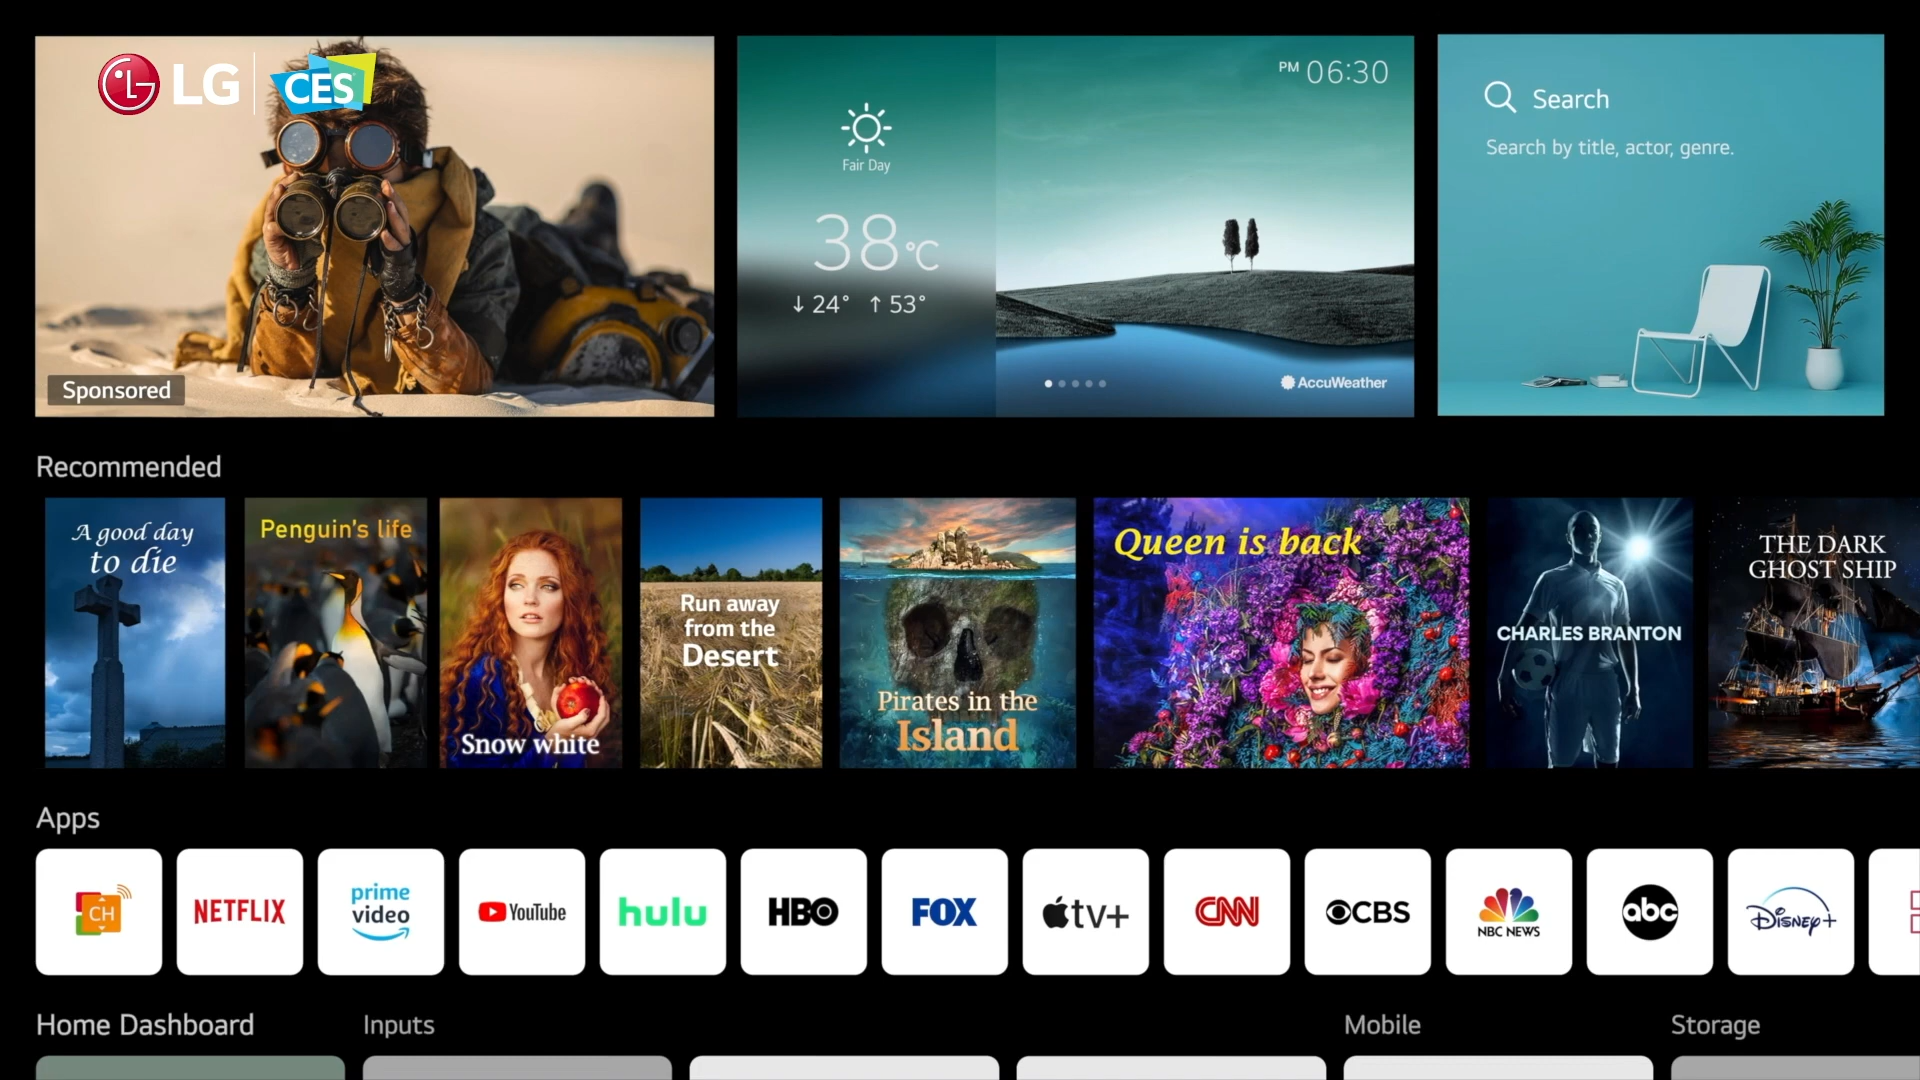 LG
CES
Sponsored
Fair Day
38°C
↓ 24° ↑ 53°
PM 06:30
AccuWeather
Search
Search by title, actor, genre.
Recommended
A good day
to die
Penguin's life
Snow white
Run away
from the
Desert
Pirates in the
Island
Queen is back
CHARLES BRANTON
THE DARK
GHOST SHIP
Apps
CH
NETFLIX
prime
video
YouTube
hulu
HBO
FOX
tv+
CNN
CBS
NBC NEWS
abc
Disney+
Home Dashboard
Inputs
Mobile
Storage